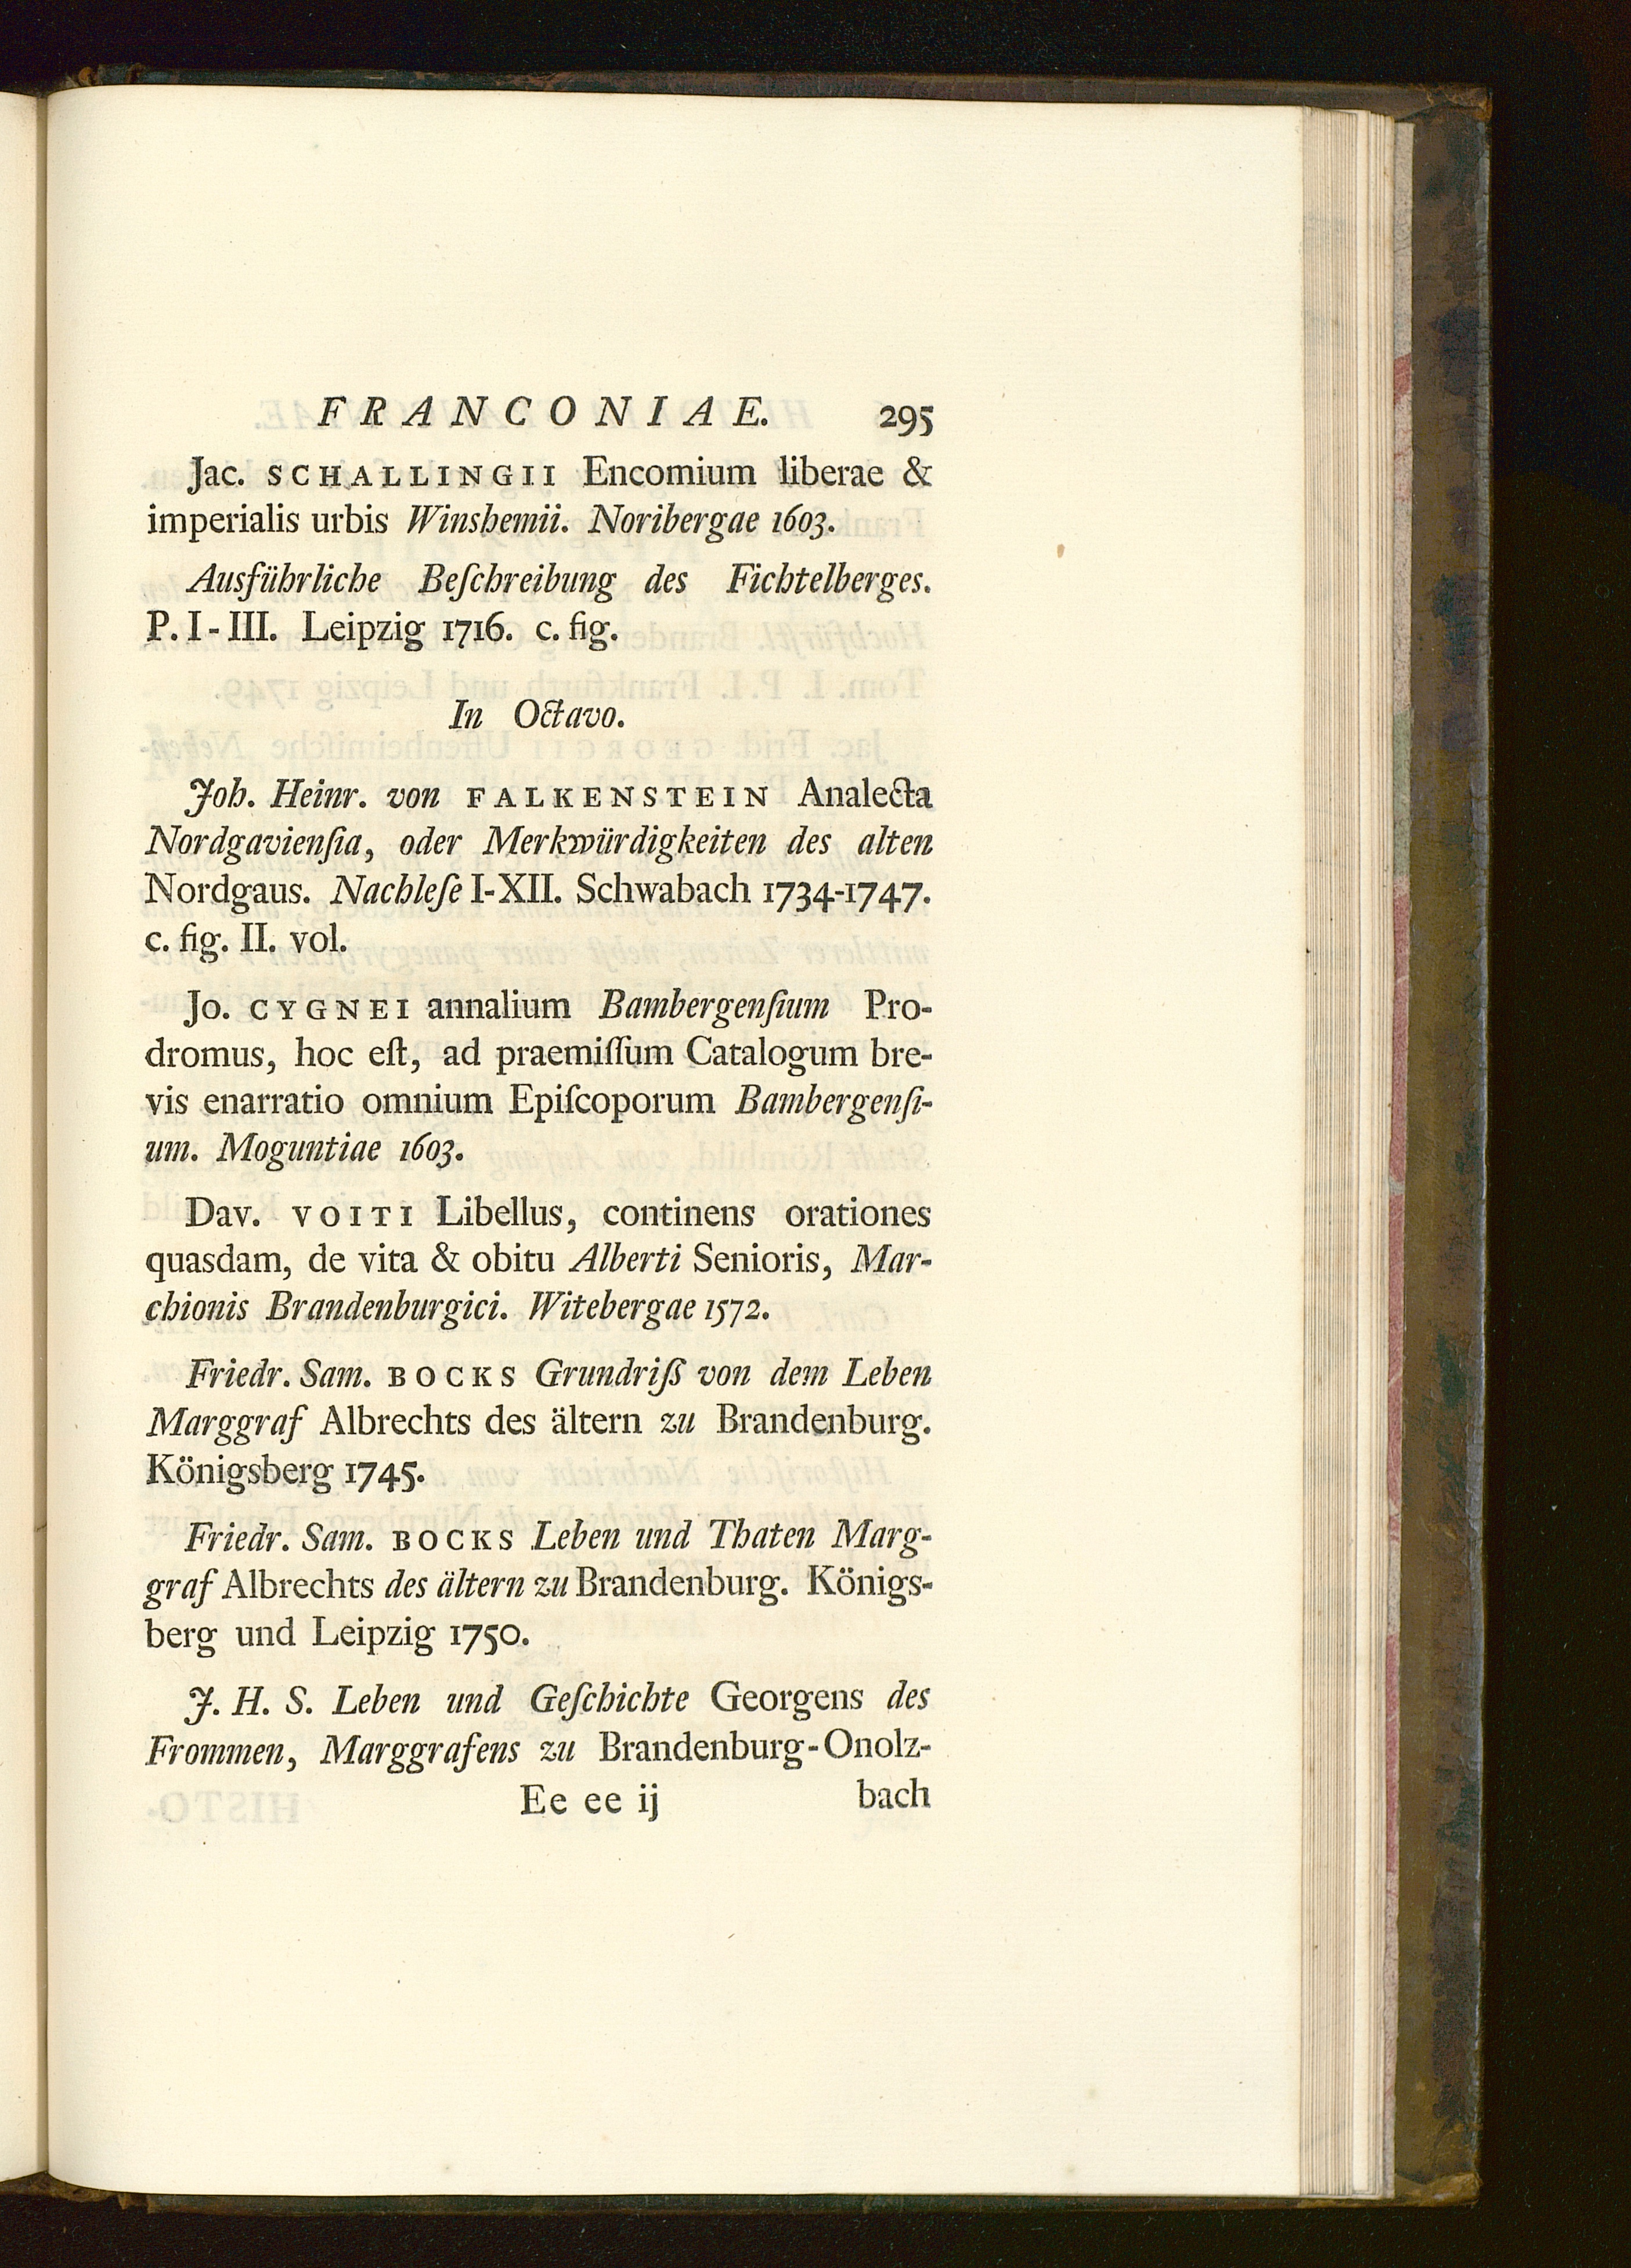 FRANCONIAE. 295
Jac. SCHALLINGII Encomium liberae &
imperialis urbis Winshemii. Noribergae 1603.
Ausführliche Beſchreibung des Fichtelberges.
P. I-III. Leipzig 1716. c. fig.
In Octavo.
Joh. Heinr. von FALKENSTEIN Analecta
Nordgavienſia, oder Merkwürdigkeiten des alten
Nordgaus. Nachleſe I-XII. Schwabach 1734-1747.
c. fig. II. vol.
Jo. CYGNEI annalium Bambergenſium Pro-
dromus, hoc eſt, ad praemiſſum Catalogum bre-
vis enarratio omnium Epiſcoporum Bambergenſi-
um. Moguntiae 1603.
Dav. VOITI Libellus, continens orationes
quasdam, de vita & obitu Alberti Senioris, Mar-
chionis Brandenburgici. Witebergae 1572.
Friedr. Sam. BOCKS Grundriß von dem Leben
Marggraf Albrechts des ältern zu Brandenburg.
Königsberg 1745.
Friedr. Sam. BOCKS Leben und Thaten Marg-
graf Albrechts des ältern zu Brandenburg. Königs-
berg und Leipzig 1750.
J. H. S. Leben und Geſchichte Georgens des
Frommen, Marggrafens zu Brandenburg-Onolz-
Ee ee ij bach